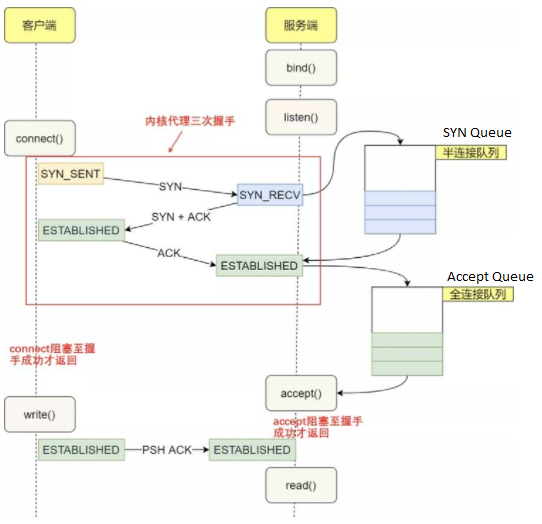 客户端
服务端
bind()
listen()
内核代理三次握手
connect()
SYN Queue
半连接队列
SYN_SENT
SYN
SYN_RECV
SYN + ACK
ESTABLISHED
ACK
ESTABLISHED
Accept Queue
全连接队列
connect阻塞至握
手成功才返回
accept()
write()
accept阻塞至握手
成功才返回
ESTABLISHED
PSH ACK
ESTABLISHED
read()